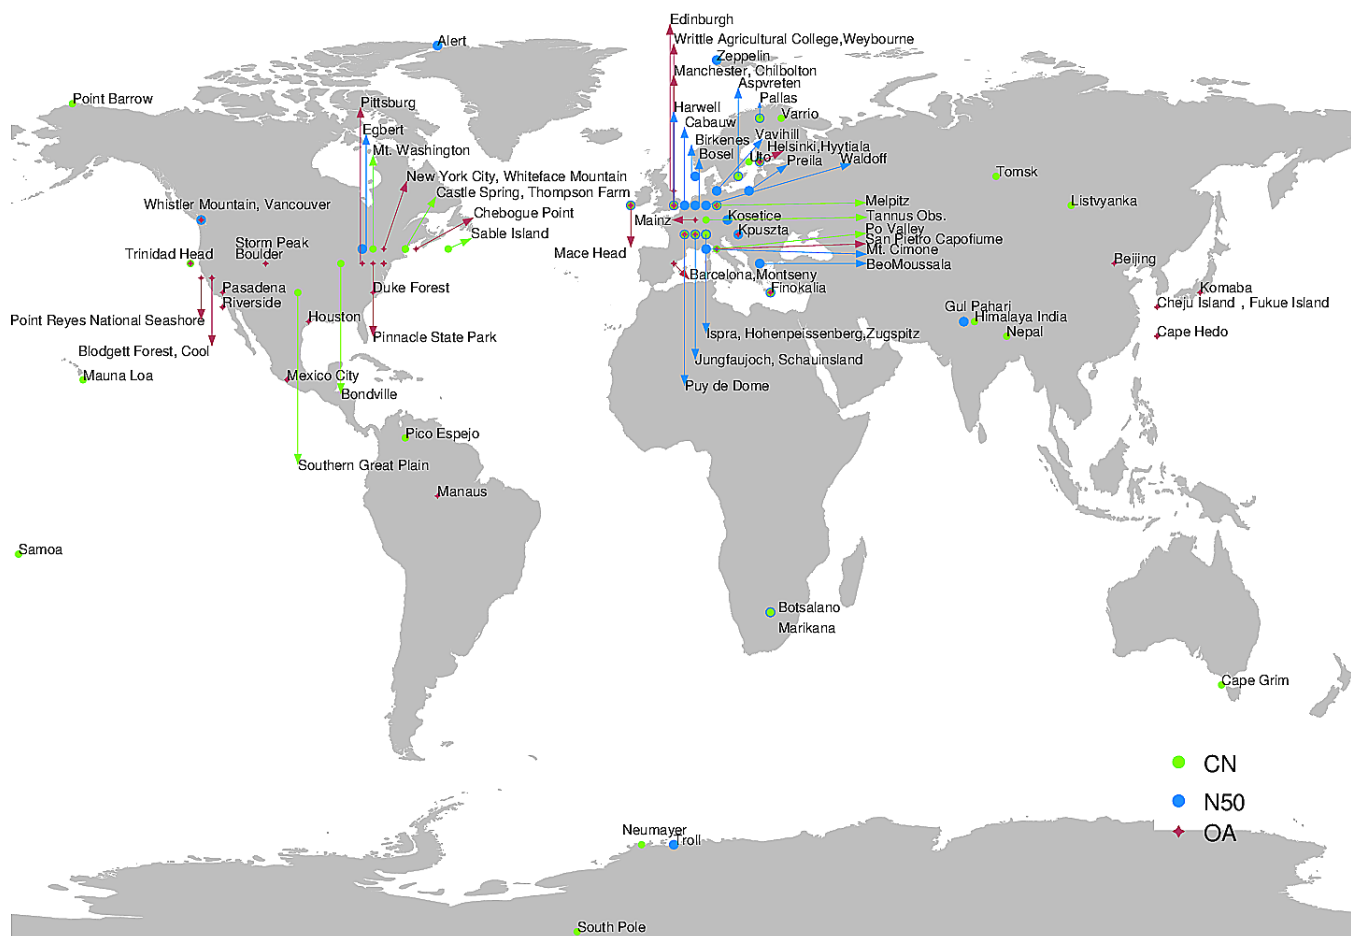 Edinburgh
Writtle Agricultural College,Weybourne
Alert
Zeppelin
Manchester, Chilbolton
Aspvreten
Point Barrow
Pittsburg
Pallas
Harwell
Varrio
Cabauw
Egbert
Vavihill
Birkenes
Helsinki,Hyytiala
Mt. Washington
Bosel
Uto
Preila
Waldoff
New York City, Whiteface Mountain
Tomsk
Castle Spring, Thompson Farm
Whistler Mountain, Vancouver
Melpitz
Listvyanka
Chebogue Point
Mainz
Kosetice
Tannus Obs.
Sable Island
Kpuszta
Po Valley
San Pietro Capofiume
Storm Peak
Trinidad Head
Boulder
Mace Head
Mt. Cimone
BeoMoussala
Beijing
Barcelona,Montseny
Pasadena
Duke Forest
Finokalia
Komaba
Riverside
Gul Pahari
Cheju Island , Fukue Island
Point Reyes National Seashore
Houston
Himalaya India
Pinnacle State Park
Ispra, Hohenpeissenberg,Zugspitz
Nepal
Cape Hedo
Blodgett Forest, Cool
Jungfaujoch, Schauinsland
Mauna Loa
Mexico City
Puy de Dome
Bondville
Pico Espejo
Southern Great Plain
Manaus
Samoa
Botsalano
Marikana
Cape Grim
CN
N50
OA
Neumayer
Troll
South Pole